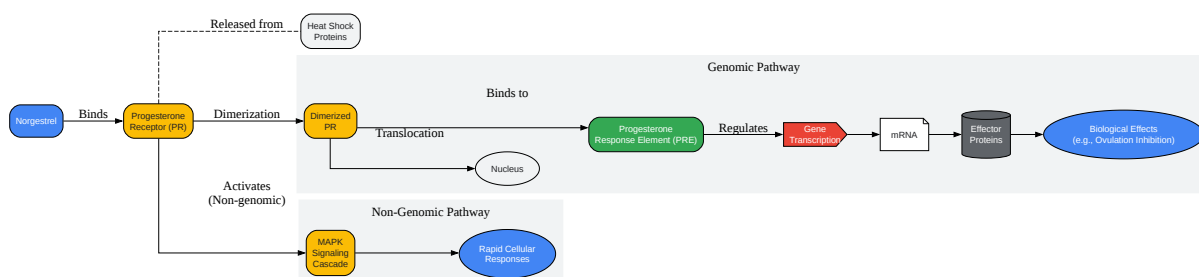 Released from
Heat Shock
Proteins
Genomic Pathway
Norgestrel
Binds
Progesterone
Receptor (PR)
Dimerization
Dimerized
PR
Binds to
Translocation
Progesterone
Response Element (PRE)
Regulates
Gene
Transcription
mRNA
Effector
Proteins
Biological Effects
(e.g., Ovulation Inhibition)
Nucleus
Activates
(Non-genomic)
Non-Genomic Pathway
MAPK
Signaling
Cascade
Rapid Cellular
Responses